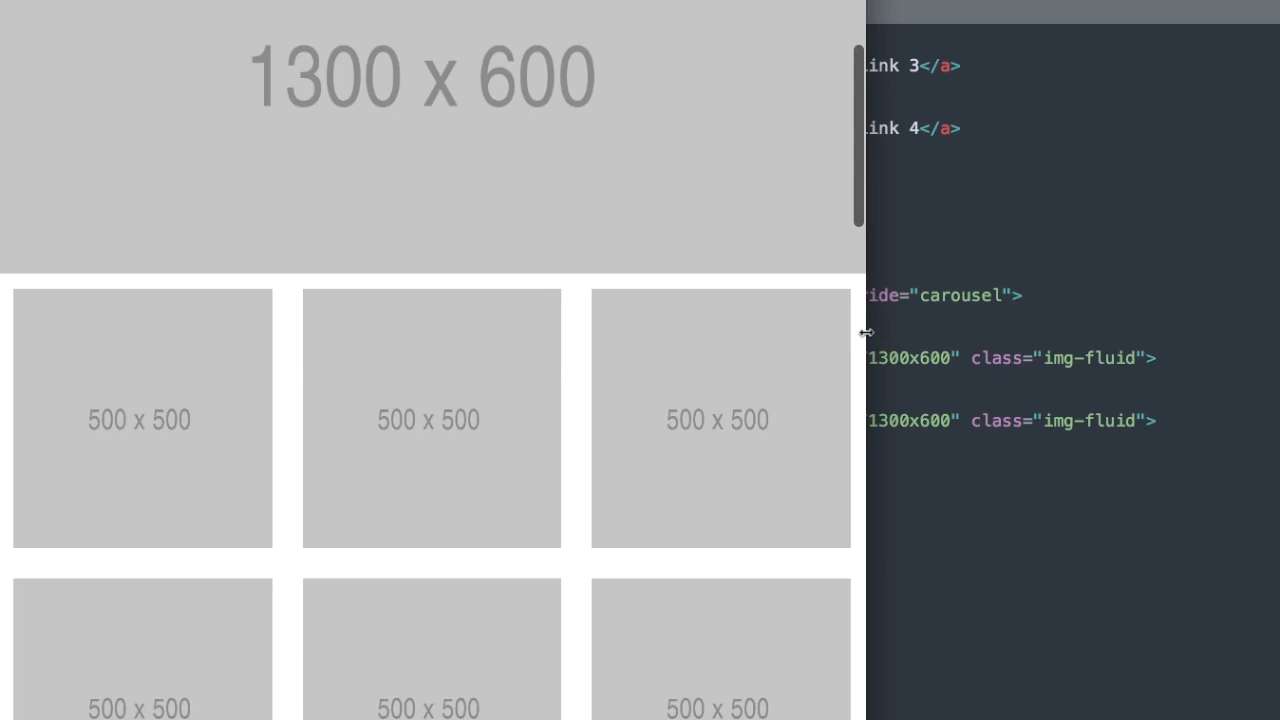 1300 x 600
500 x 500
500 x 500
500 x 500
500 x 500
500 x 500
500 x 500
ink 3</a>
ink 4</a>
ide="carousel">
1300x600" class="img-fluid">
1300x600" class="img-fluid">